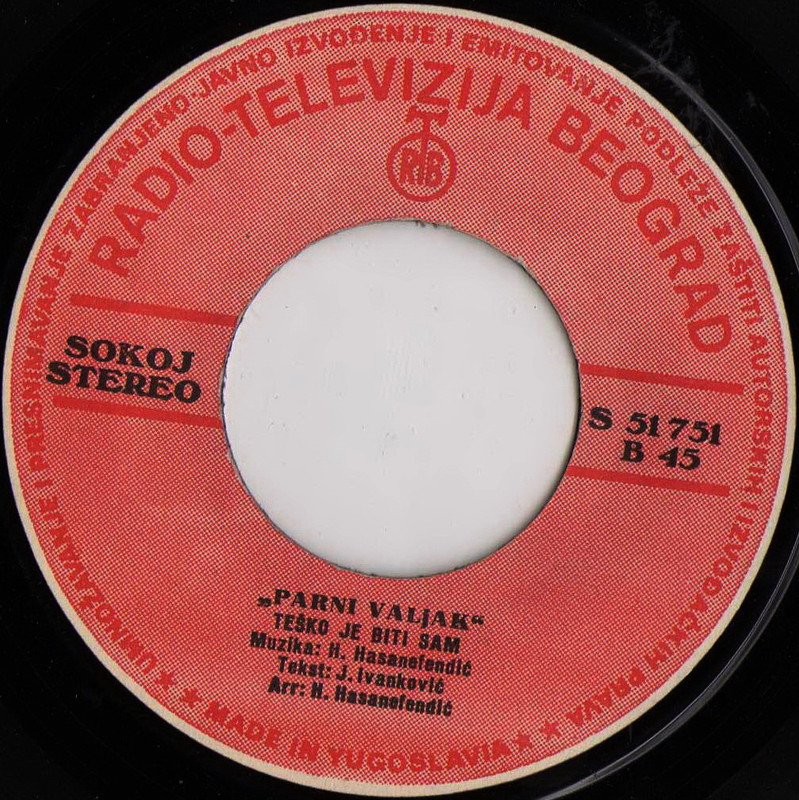 UMNOŽAVANJE I PRESNIMAVANJE ZABRANJENO·JAVNO IZVOĐENJE I EMITOVANJE PODLEŽE ZAŠTITI AUTORSKIH I IZVOĐAČKIH PRAVA
RADIO-TELEVIZIJA BEOGRAD
RTB
SOKOJ
STEREO
S 51 751
B 45
„PARNI VALJAK“
TEŠKO JE BITI SAM
Muzika: H. Hasanefendić
Tekst: J. Ivanković
Arr: H. Hasanefendić
★★ MADE IN YUGOSLAVIA ★★